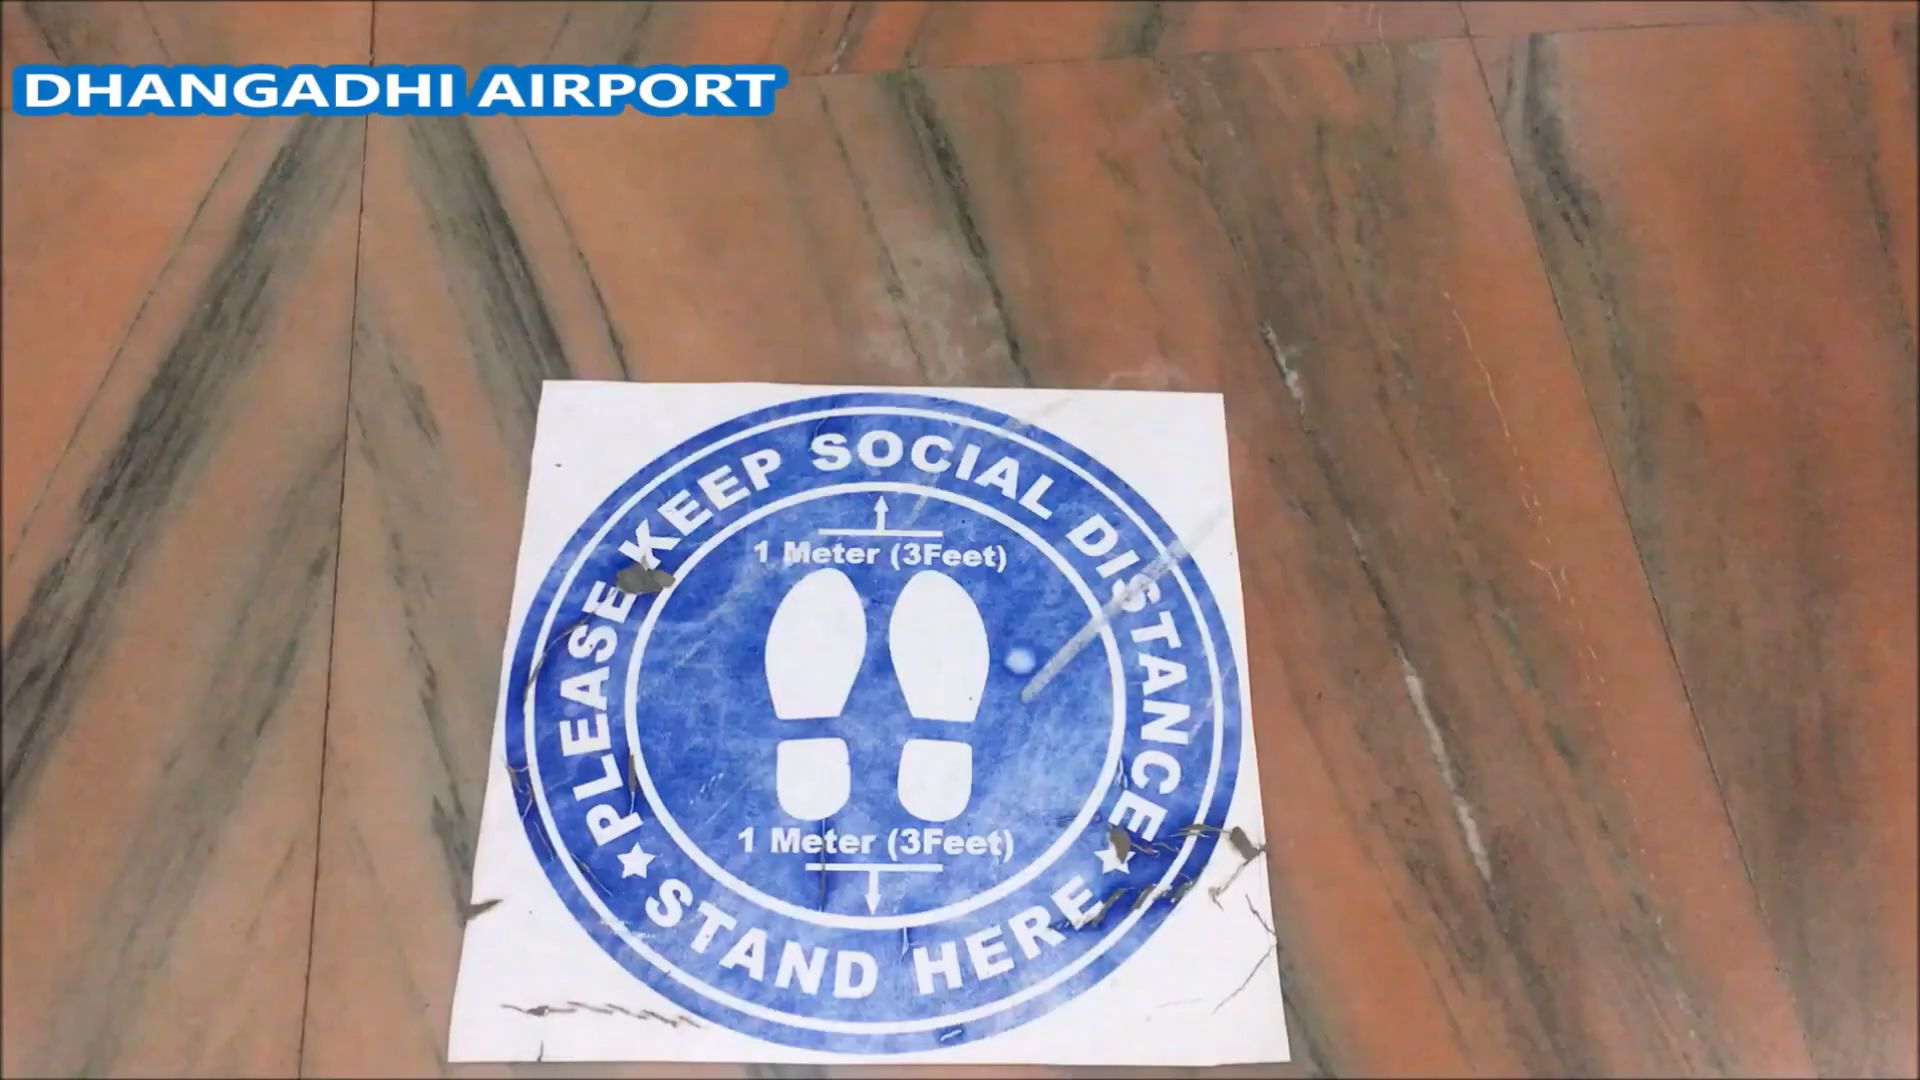 DHANGADHI AIRPORT
PLEASE KEEP SOCIAL DISTANCE
1 Meter (3Feet)
1 Meter (3Feet)
STAND HERE